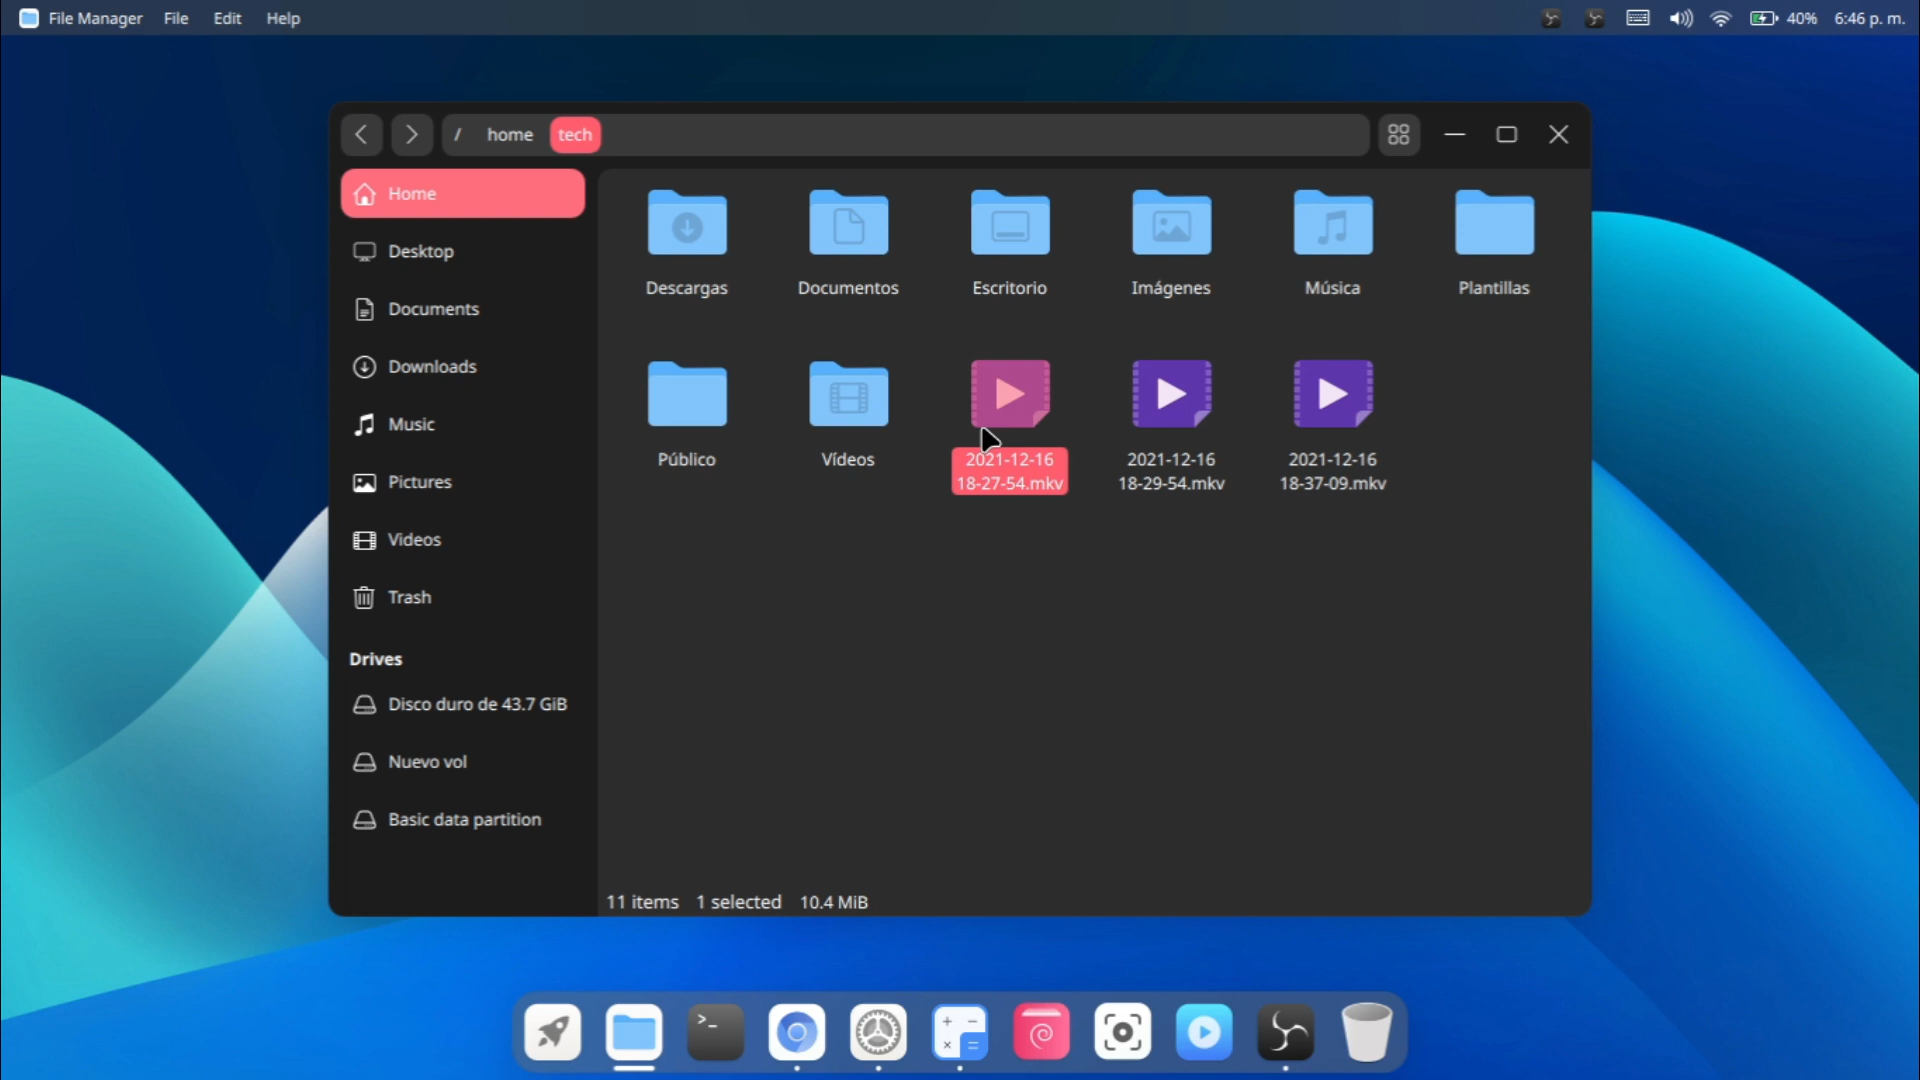 File Manager File Edit Help
40% 6:46 p. m.
/ home tech
Home
Desktop
Documents
Downloads
Music
Pictures
Videos
Trash
Drives
Disco duro de 43.7 GiB
Nuevo vol
Basic data partition
Descargas Documentos Escritorio Imágenes Música Plantillas
Público Vídeos 2021-12-16 2021-12-16 2021-12-16
18-27-54.mkv 18-29-54.mkv 18-37-09.mkv
11 items 1 selected 10.4 MiB
>_
+ −
× =